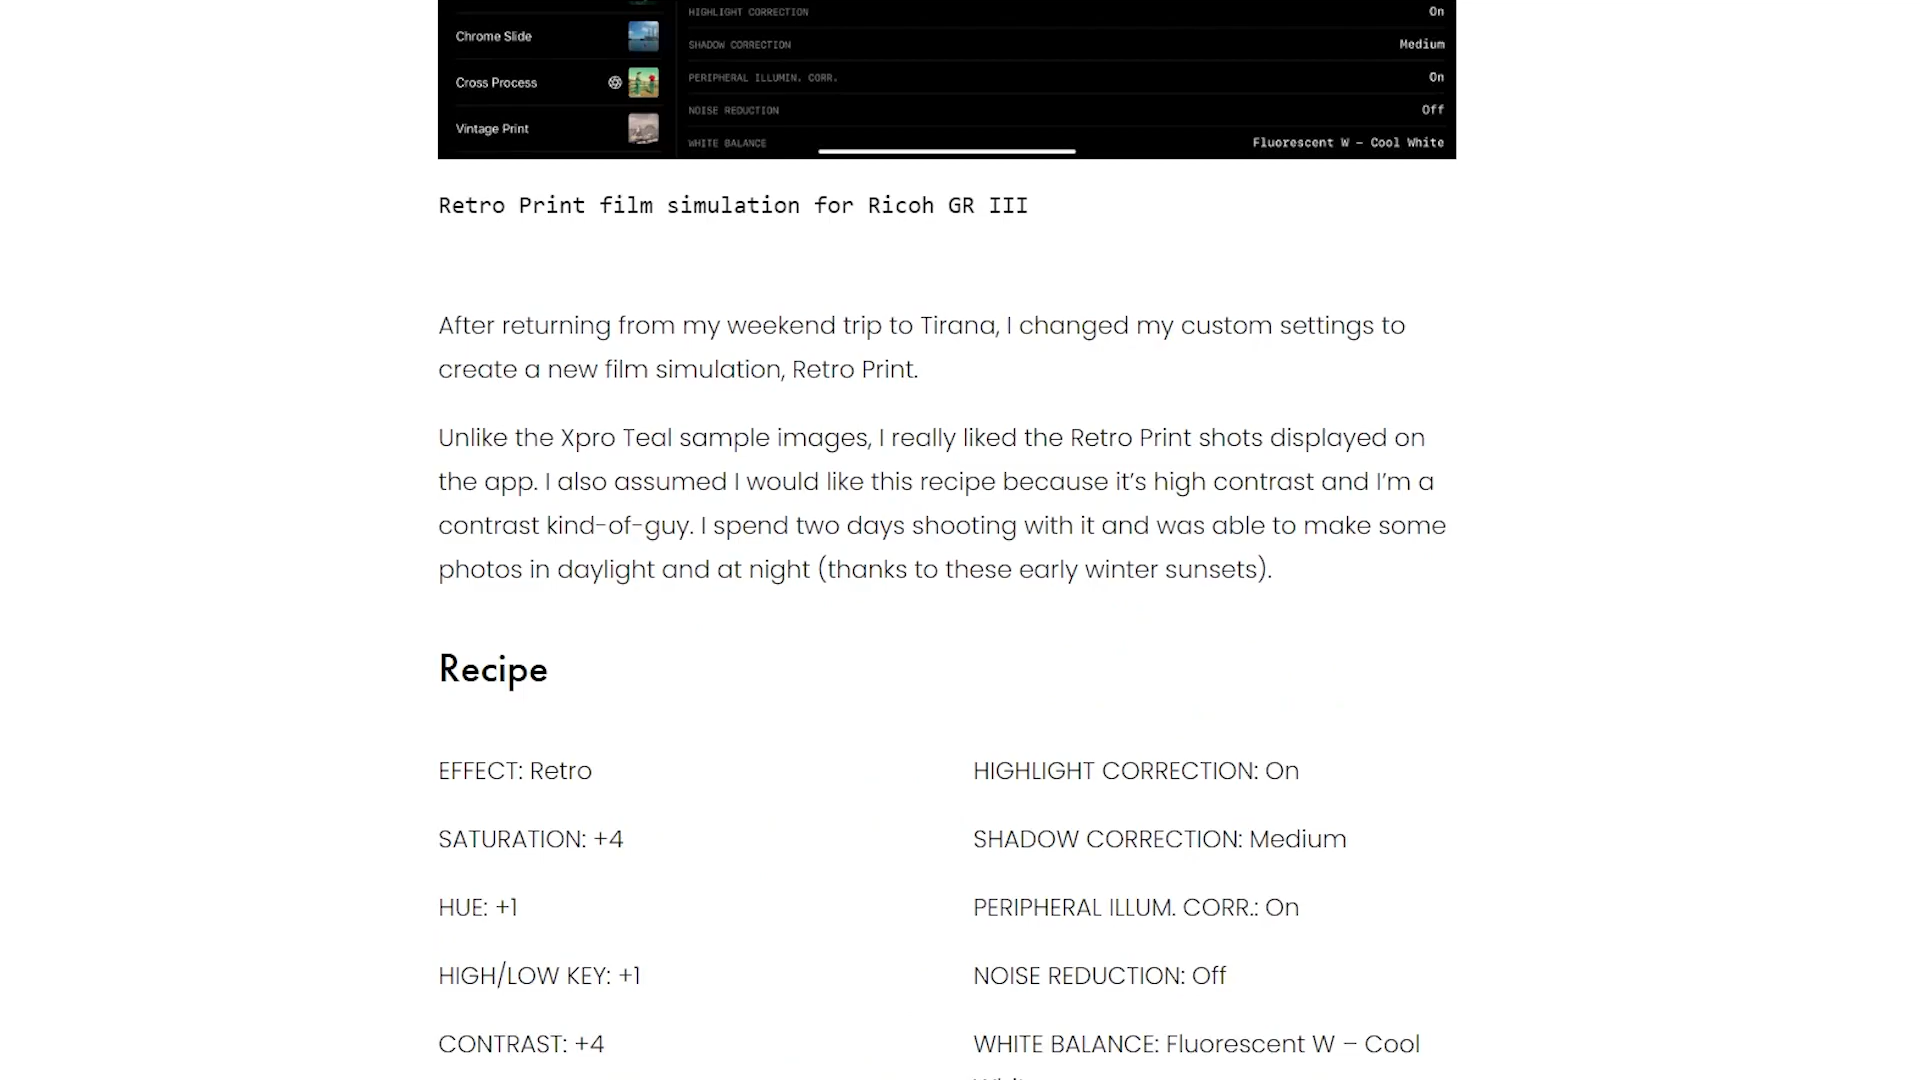 HIGHLIGHT CORRECTION On
Chrome Slide
SHADOW CORRECTION Medium
Cross Process
PERIPHERAL ILLUMIN. CORR. On
NOISE REDUCTION Off
Vintage Print
WHITE BALANCE Fluorescent W – Cool White
Retro Print film simulation for Ricoh GR III
After returning from my weekend trip to Tirana, I changed my custom settings to
create a new film simulation, Retro Print.
Unlike the Xpro Teal sample images, I really liked the Retro Print shots displayed on
the app. I also assumed I would like this recipe because it’s high contrast and I’m a
contrast kind-of-guy. I spend two days shooting with it and was able to make some
photos in daylight and at night (thanks to these early winter sunsets).
Recipe
EFFECT: Retro
SATURATION: +4
HUE: +1
HIGH/LOW KEY: +1
CONTRAST: +4
HIGHLIGHT CORRECTION: On
SHADOW CORRECTION: Medium
PERIPHERAL ILLUM. CORR.: On
NOISE REDUCTION: Off
WHITE BALANCE: Fluorescent W – Cool